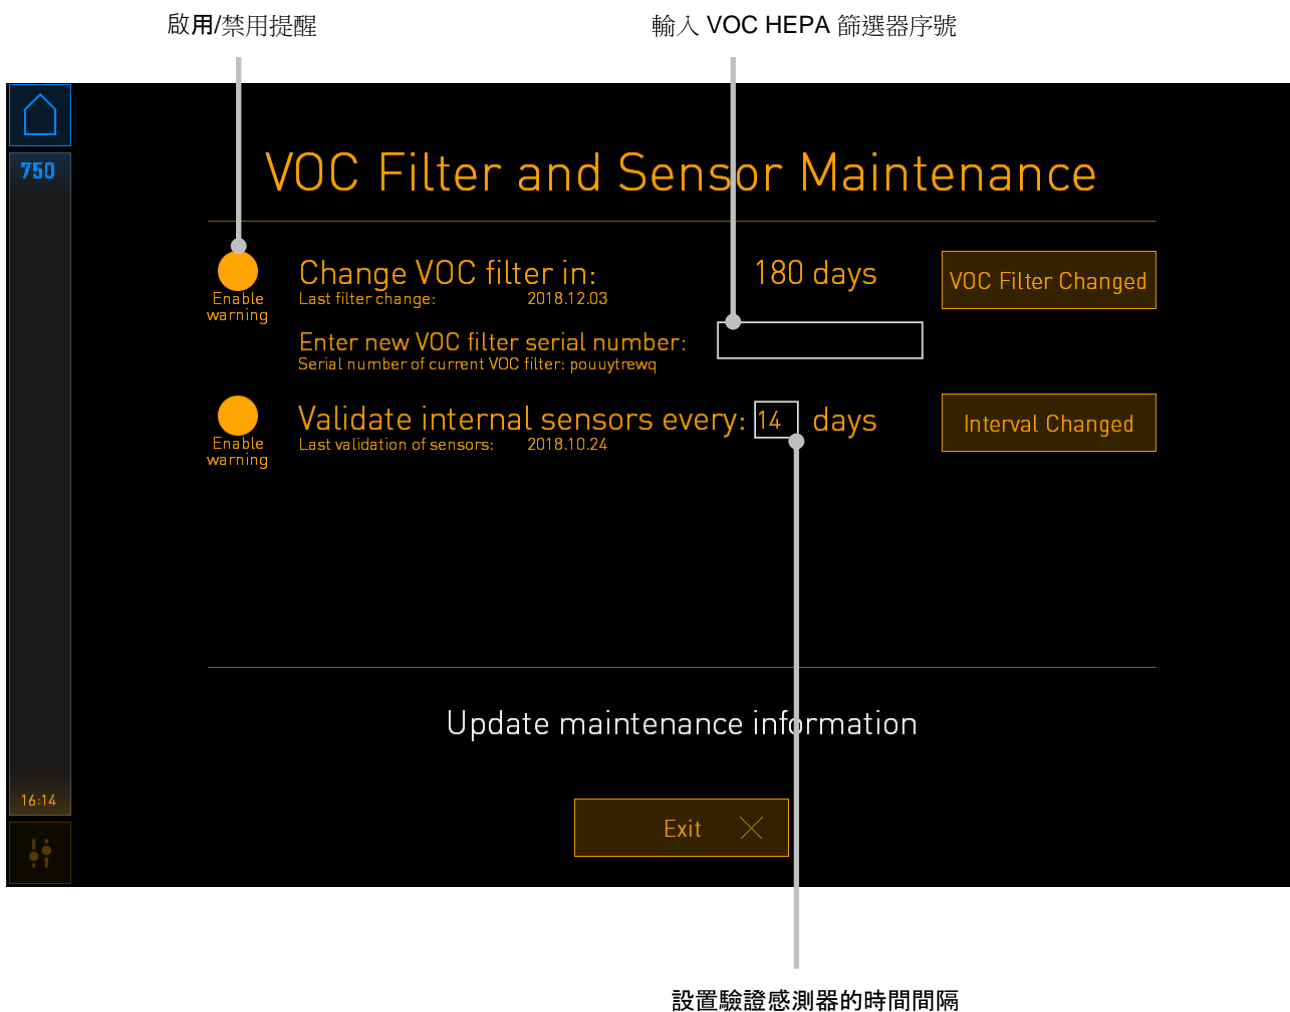 啟用/禁用提醒
輸入 VOC HEPA 篩選器序號
750
VOC Filter and Sensor Maintenance
Change VOC filter in: 180 days
VOC Filter Changed
Last filter change: 2018.12.03
Enable
warning
Enter new VOC filter serial number:
Serial number of current VOC filter: pouuytrewq
Validate internal sensors every: 14 days
Interval Changed
Last validation of sensors: 2018.10.24
Enable
warning
Update maintenance information
16:14
Exit
設置驗證感測器的時間間隔